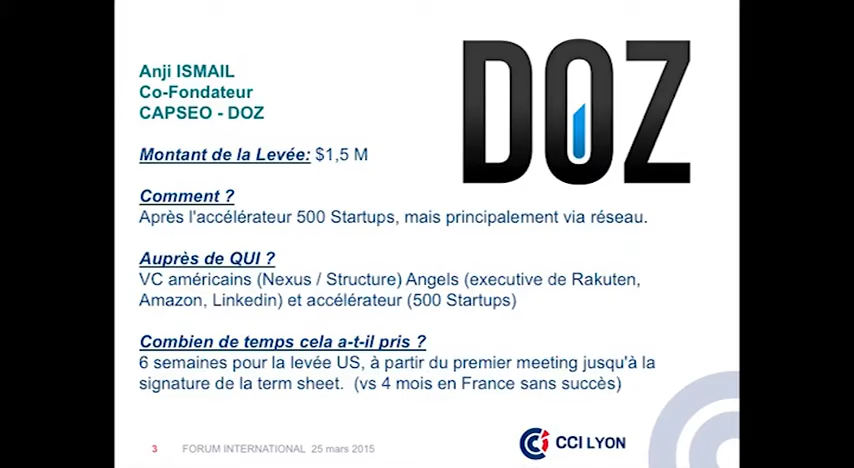 Anji ISMAIL
Co-Fondateur
CAPSEO - DOZ
DOZ
Montant de la Levée: $1,5 M
Comment ?
Après l'accélérateur 500 Startups, mais principalement via réseau.
Auprès de QUI ?
VC américains (Nexus / Structure) Angels (executive de Rakuten,
Amazon, Linkedin) et accélérateur (500 Startups)
Combien de temps cela a-t-il pris ?
6 semaines pour la levée US, à partir du premier meeting jusqu'à la
signature de la term sheet.  (vs 4 mois en France sans succès)
3 FORUM INTERNATIONAL 25 mars 2015
CCI LYON